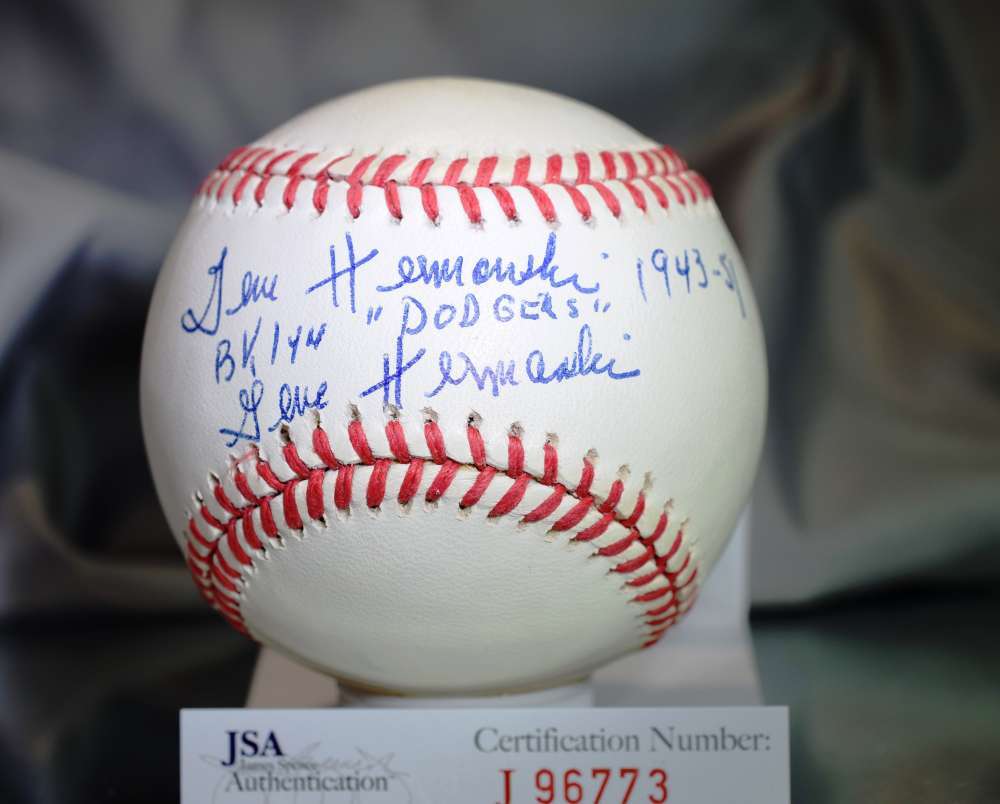 Gene Hermanski 1943-51
BKlyn "DODGERS"
Gene Hermanski
JSA
James Spence
Authentication
Certification Number:
J 96773